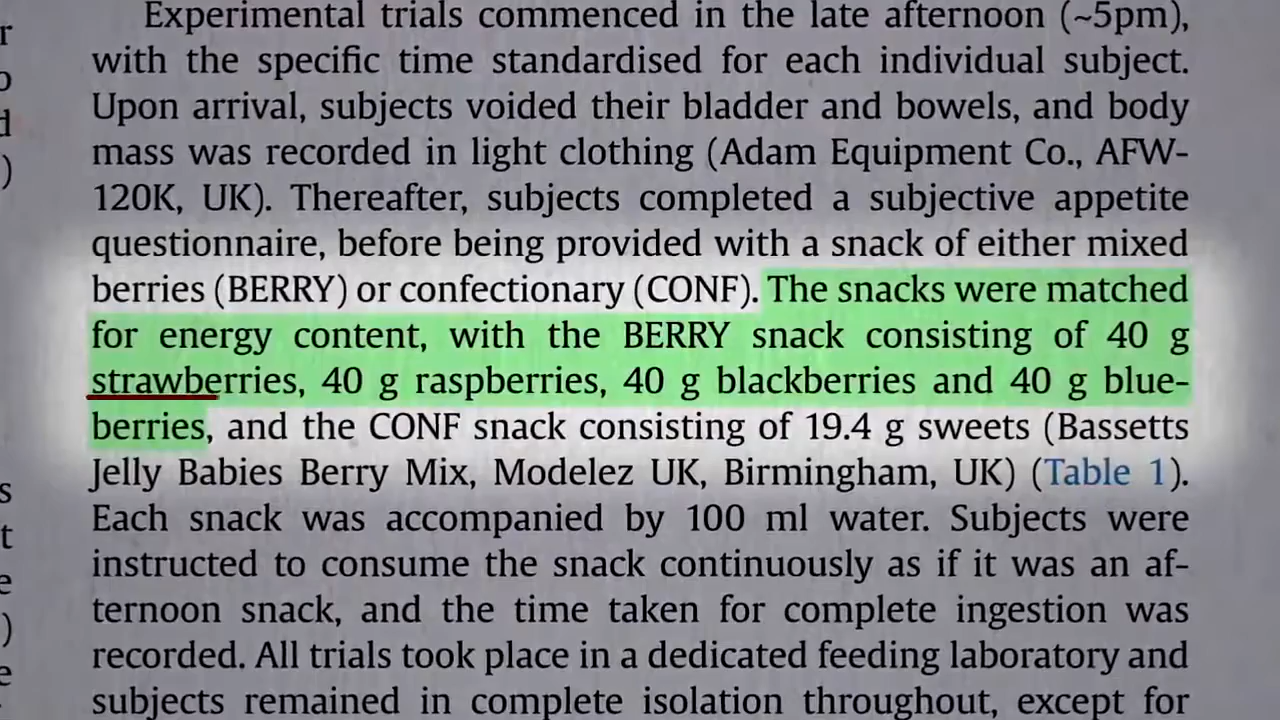 Experimental trials commenced in the late afternoon (~5pm),
with the specific time standardised for each individual subject.
Upon arrival, subjects voided their bladder and bowels, and body
mass was recorded in light clothing (Adam Equipment Co., AFW-
120K, UK). Thereafter, subjects completed a subjective appetite
questionnaire, before being provided with a snack of either mixed
berries (BERRY) or confectionary (CONF). The snacks were matched
for energy content, with the BERRY snack consisting of 40 g
strawberries, 40 g raspberries, 40 g blackberries and 40 g blue-
berries, and the CONF snack consisting of 19.4 g sweets (Bassetts
Jelly Babies Berry Mix, Modelez UK, Birmingham, UK) (Table 1).
Each snack was accompanied by 100 ml water. Subjects were
instructed to consume the snack continuously as if it was an af-
ternoon snack, and the time taken for complete ingestion was
recorded. All trials took place in a dedicated feeding laboratory and
subjects remained in complete isolation throughout, except for